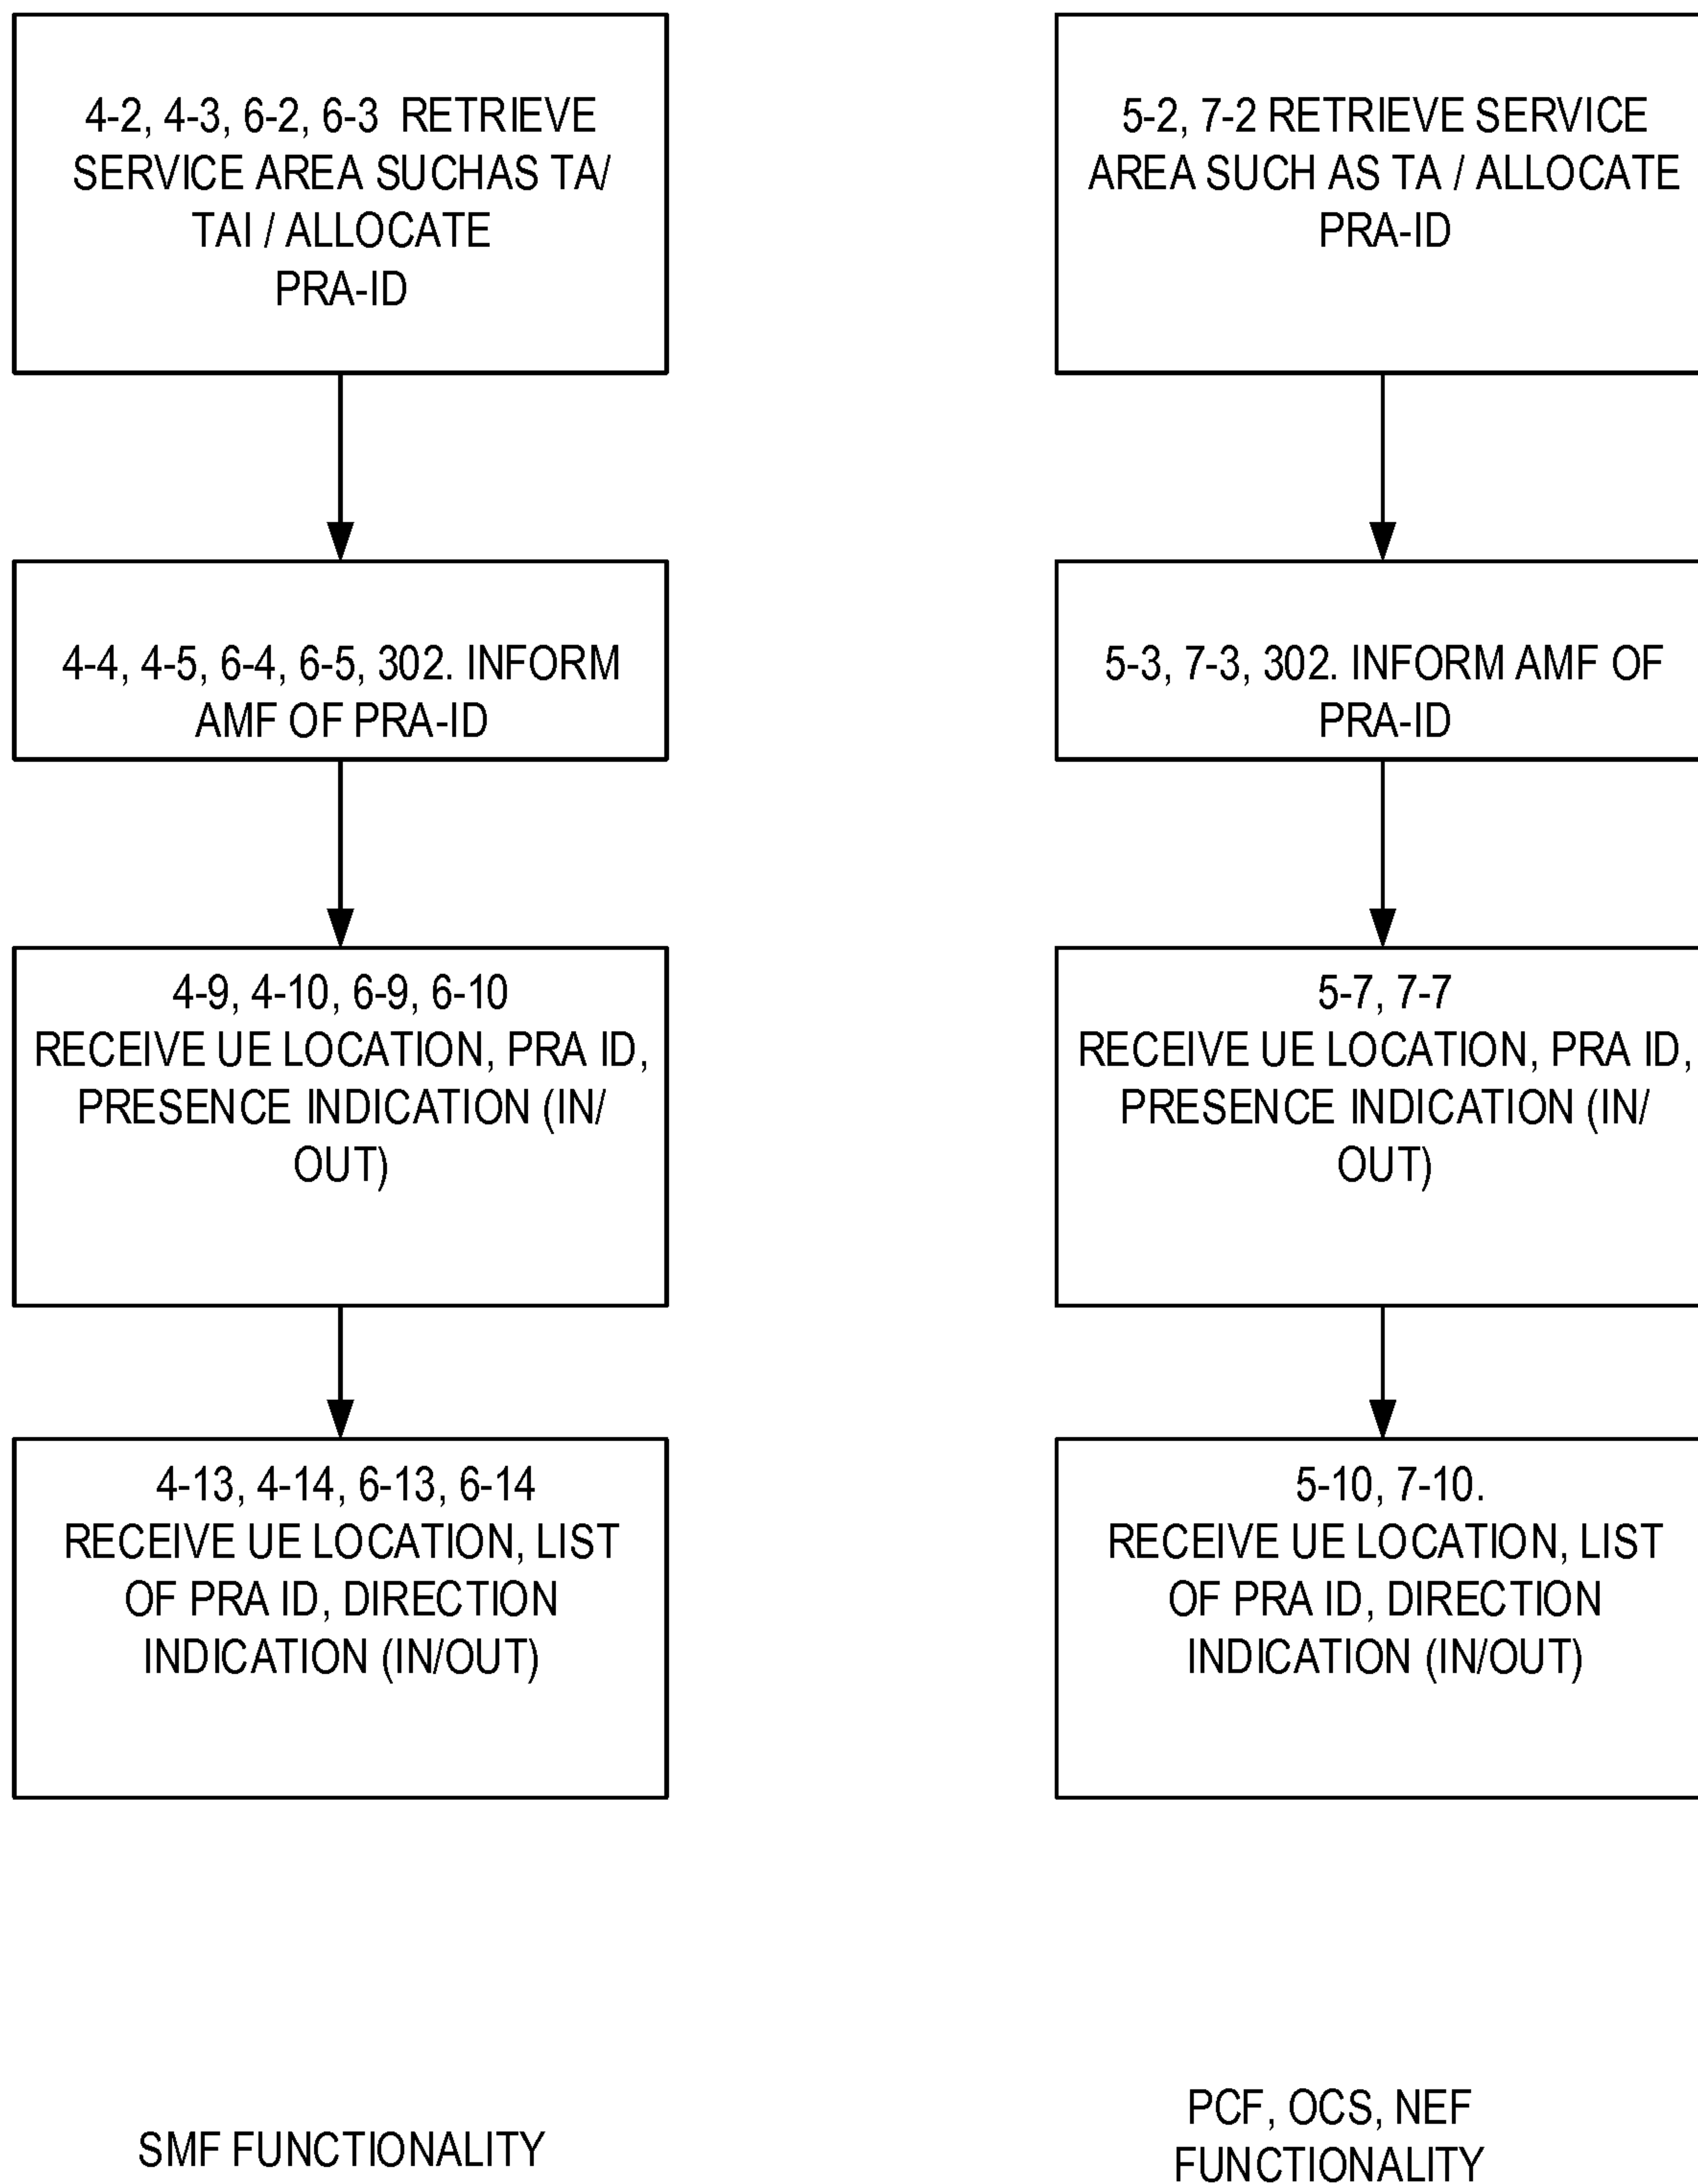 4-2, 4-3, 6-2, 6-3 RETRIEVE
SERVICE AREA SUCHAS TA/
TAI / ALLOCATE
PRA-ID
4-4, 4-5, 6-4, 6-5, 302. INFORM
AMF OF PRA-ID
4-9, 4-10, 6-9, 6-10
RECEIVE UE LOCATION, PRA ID,
PRESENCE INDICATION (IN/
OUT)
4-13, 4-14, 6-13, 6-14
RECEIVE UE LOCATION, LIST
OF PRA ID, DIRECTION
INDICATION (IN/OUT)
SMF FUNCTIONALITY
5-2, 7-2 RETRIEVE SERVICE
AREA SUCH AS TA / ALLOCATE
PRA-ID
5-3, 7-3, 302. INFORM AMF OF
PRA-ID
5-7, 7-7
RECEIVE UE LOCATION, PRA ID,
PRESENCE INDICATION (IN/
OUT)
5-10, 7-10.
RECEIVE UE LOCATION, LIST
OF PRA ID, DIRECTION
INDICATION (IN/OUT)
PCF, OCS, NEF
FUNCTIONALITY